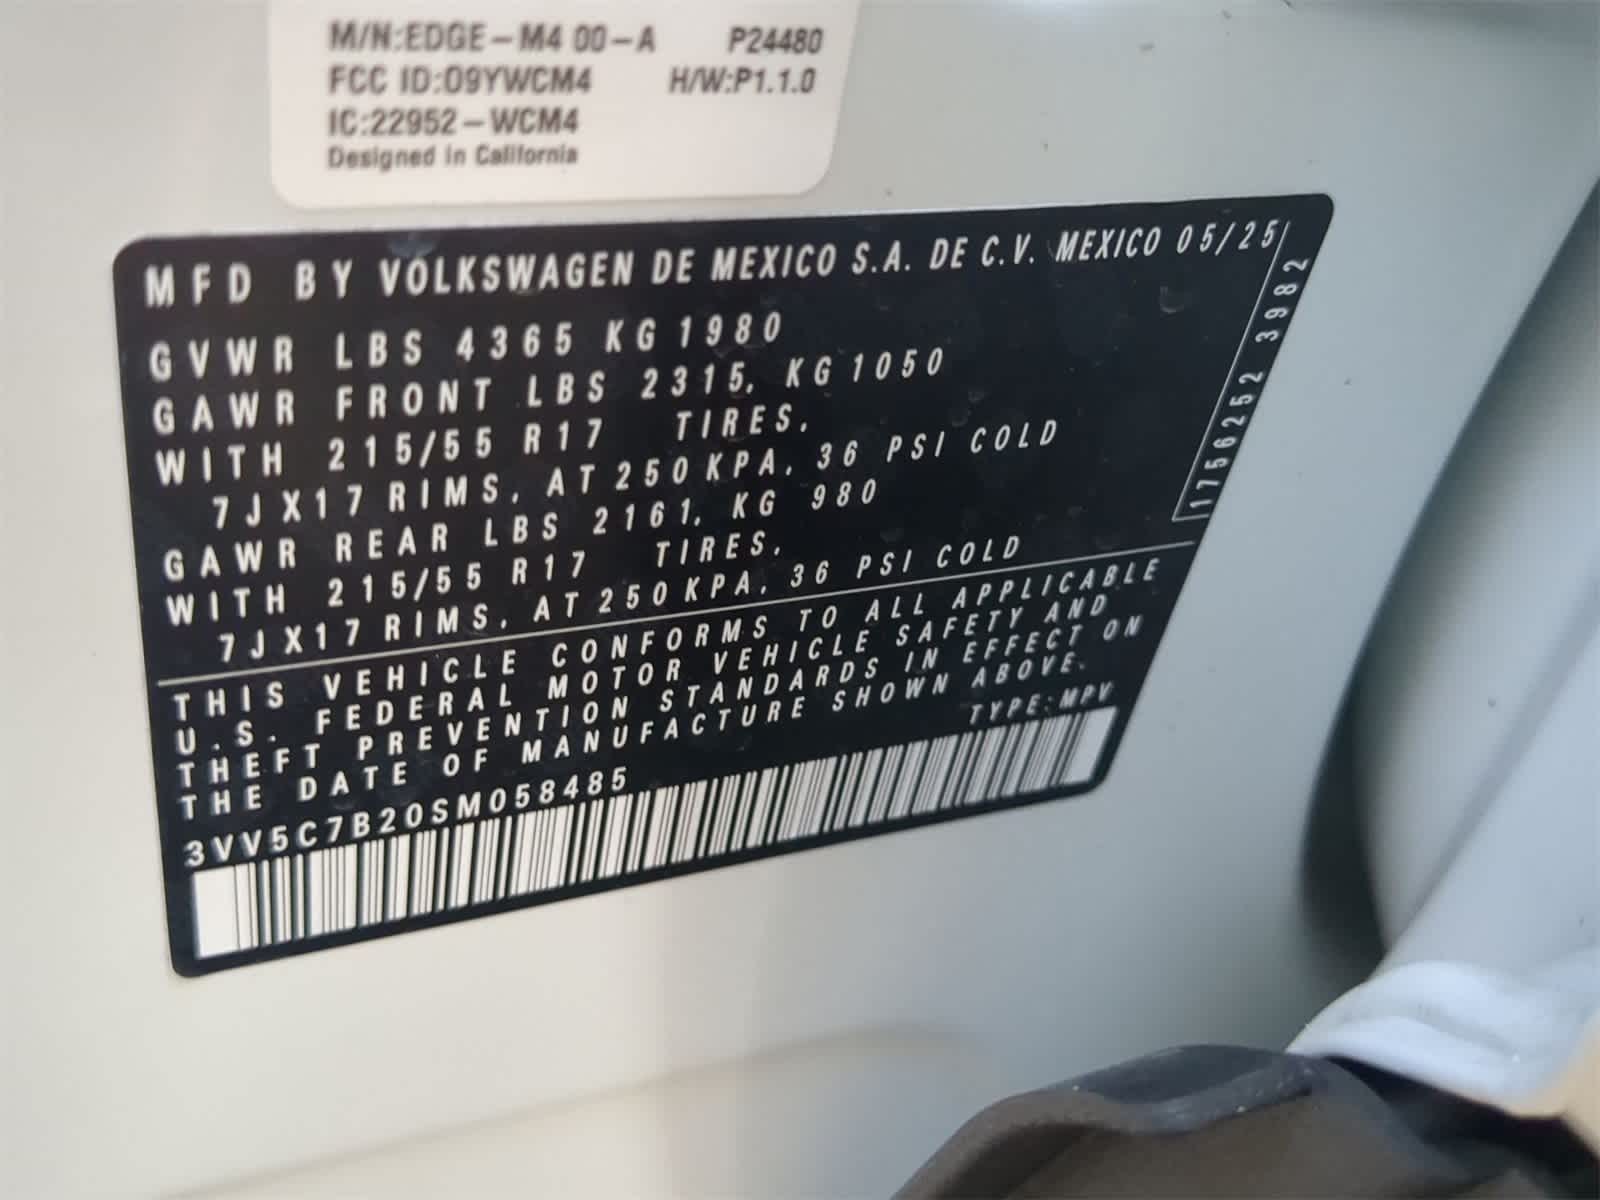 M/N:EDGE-M4 00-A P24480
FCC ID:O9YWCM4 H/W:P1.1.0
IC:22952-WCM4
Designed in California
MFD BY VOLKSWAGEN DE MEXICO S.A. DE C.V. MEXICO 05/25
GVWR LBS 4365 KG 1980
GAWR FRONT LBS 2315, KG 1050
WITH 215/55 R17 TIRES,
7JX17 RIMS, AT 250 KPA, 36 PSI COLD
GAWR REAR LBS 2161, KG 980
WITH 215/55 R17 TIRES,
7JX17 RIMS, AT 250 KPA, 36 PSI COLD
1756252 3982
THIS VEHICLE CONFORMS TO ALL APPLICABLE
U.S. FEDERAL MOTOR VEHICLE SAFETY AND
THEFT PREVENTION STANDARDS IN EFFECT ON
THE DATE OF MANUFACTURE SHOWN ABOVE.
3VV5C7B20SM058485 TYPE: MPV